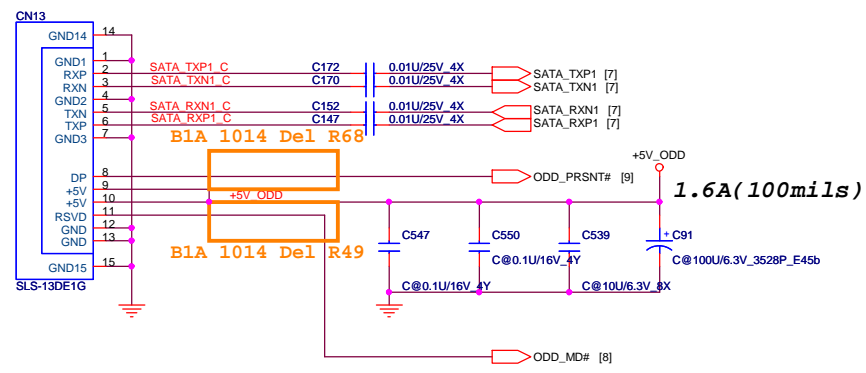 CN13
GND14 14
GND1 1
RXP 2 SATA_TXP1_C C172 0.01U/25V_4X SATA_TXP1 [7]
RXN 3 SATA_TXN1_C C170 0.01U/25V_4X SATA_TXN1 [7]
GND2 4
TXN 5 SATA_RXN1_C C152 0.01U/25V_4X SATA_RXN1 [7]
TXP 6 SATA_RXP1_C C147 0.01U/25V_4X SATA_RXP1 [7]
GND3 7
B1A 1014 Del R68
+5V_ODD
DP 8 ODD_PRSNT# [9]
1.6A(100mils)
+5V 9
+5V 10 +5V_ODD
RSVD 11
GND 12
GND 13
C547 C550 C539 + C91
B1A 1014 Del R49
C@0.1U/16V_4Y C@100U/6.3V_3528P_E45b
GND15 15
SLS-13DE1G
C@0.1U/16V_4Y C@10U/6.3V_8X
ODD_MD# [8]